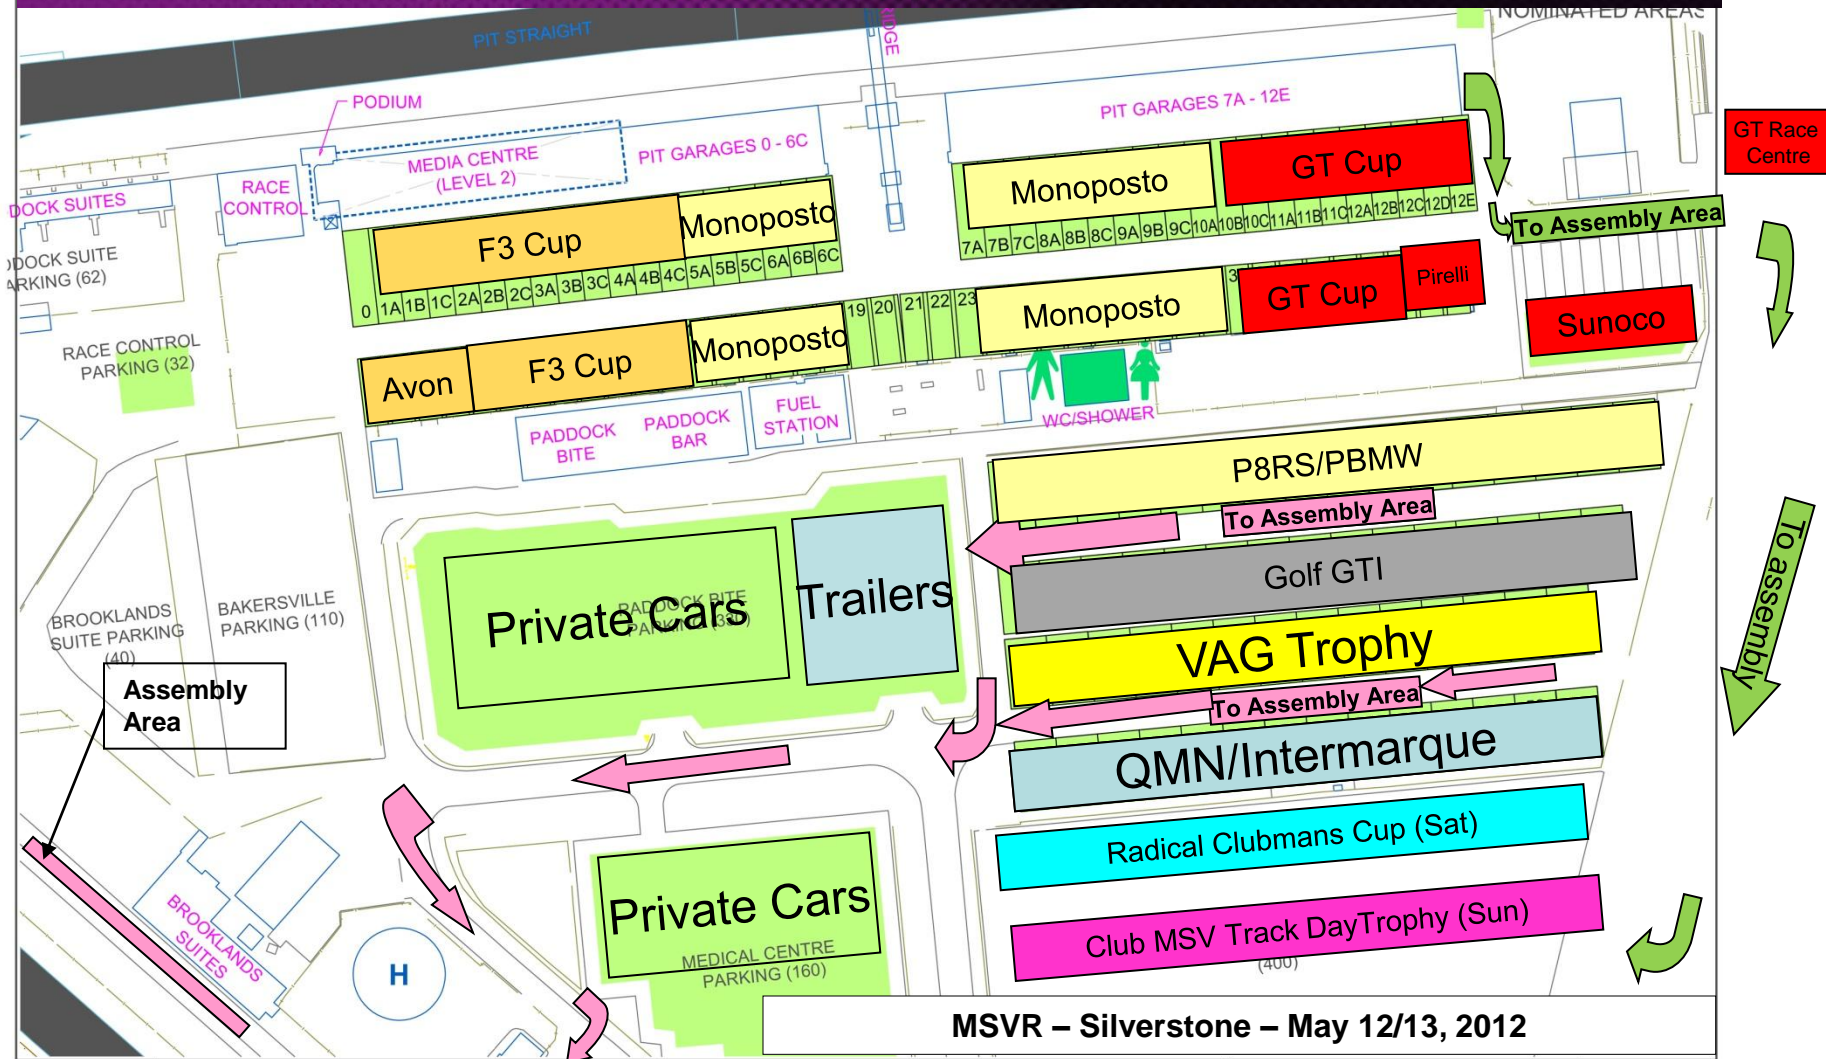 NOMINATED AREAS
PIT STRAIGHT
PODIUM
PIT GARAGES 7A - 12E
GT Race
Centre
MEDIA CENTRE
(LEVEL 2)
PIT GARAGES 0 - 6C
RACE
CONTROL
GT Cup
Monoposto
DOCK SUITES
To Assembly Area
Monoposto
F3 Cup
7A 7B 7C 8A 8B 8C 9A 9B 9C 10A 10B 10C 11A 11B 11C 12A 12B 12C 12D 12E
DOCK SUITE
ARKING (62)
0 1A 1B 1C 2A 2B 2C 3A 3B 3C 4A 4B 4C 5A 5B 5C 6A 6B 6C
Pirelli
GT Cup
Monoposto
19 20 21 22 23
Sunoco
Monoposto
F3 Cup
Avon
RACE CONTROL
PARKING (32)
WC/SHOWER
FUEL
STATION
PADDOCK
BAR
PADDOCK
BITE
P8RS/PBMW
To Assembly Area
Golf GTI
To assembly
Trailers
Private Cars
PADDOCK BITE
PARKING (330)
VAG Trophy
To Assembly Area
BAKERSVILLE
PARKING (110)
BROOKLANDS
SUITE PARKING
(40)
Assembly
Area
QMN/Intermarque
Radical Clubmans Cup (Sat)
Private Cars
MEDICAL CENTRE
PARKING (160)
Club MSV Track DayTrophy (Sun)
(400)
BROOKLANDS
SUITES
H
MSVR – Silverstone – May 12/13, 2012